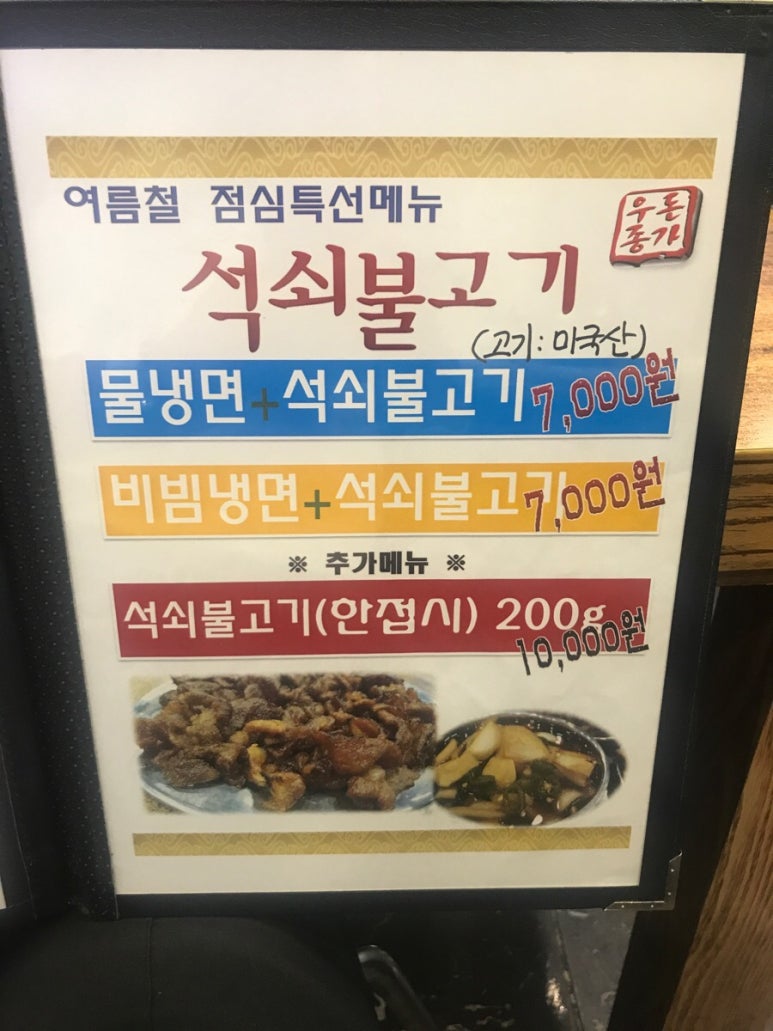 여름철 점심특선메뉴
우돈
종가
석쇠불고기
(고기: 미국산)
물냉면+석쇠불고기 7,000원
비빔냉면+석쇠불고기 7,000원
※ 추가메뉴 ※
석쇠불고기(한접시) 200g
10,000원